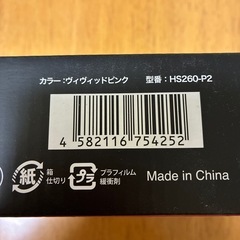 カラー：ヴィヴィッドピンク　型番：HS260-P2
4 582116 754252
紙 箱 仕切り プラ プラフィルム 緩衝剤
Made in China